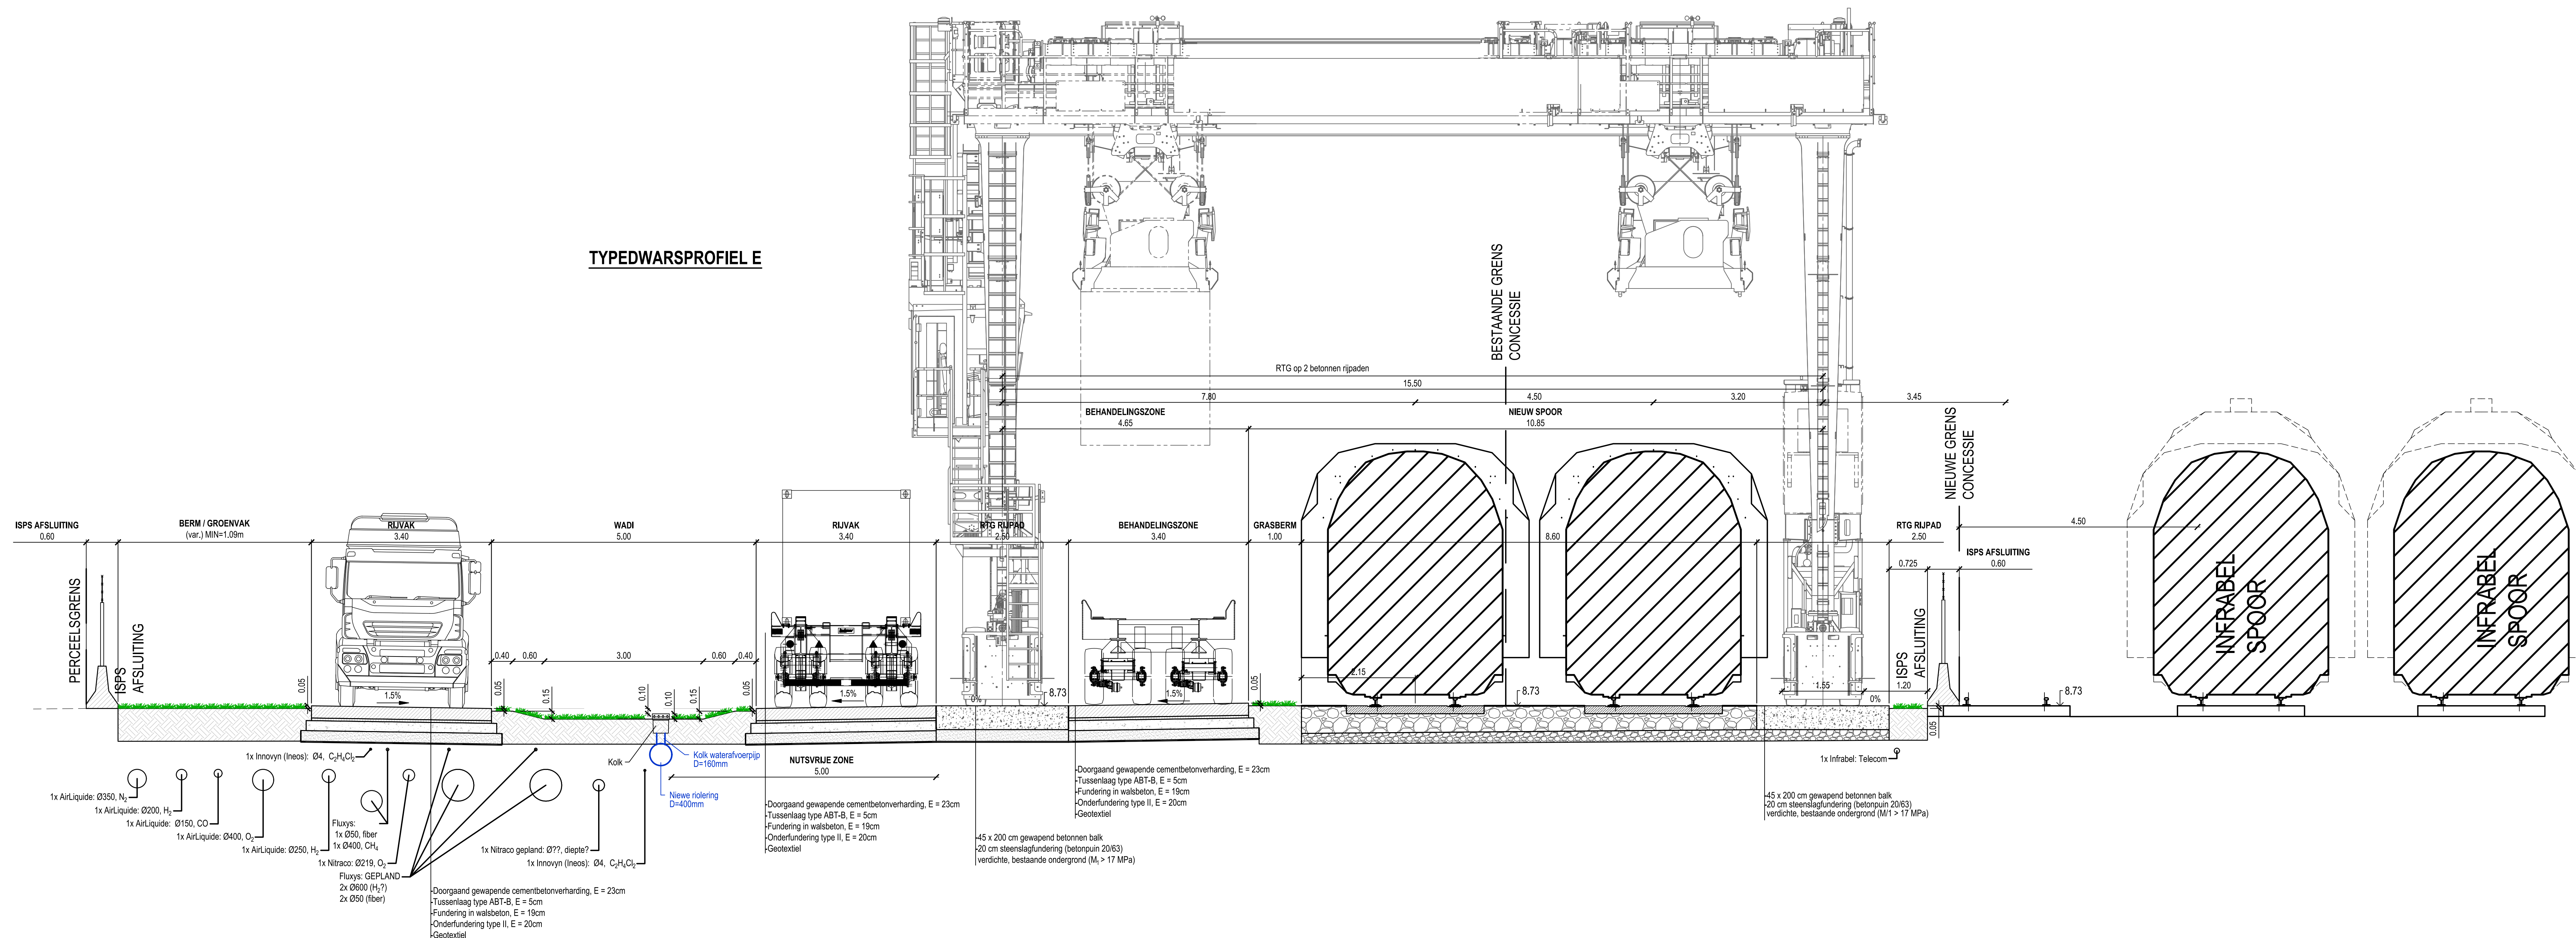 TYPEDWARSPROFIEL E
BESTAANDE GRENS
CONCESSIE
RTG op 2 betonnen rijpaden
15.50
7.80
4.50
3.20
3.45
BEHANDELINGSZONE
4.65
NIEUW SPOOR
10.85
NIEUWE GRENS
CONCESSIE
ISPS AFSLUITING
0.60
BERM / GROENVAK
(var.) MIN=1.09m
RIJVAK
3.40
WADI
5.00
RIJVAK
3.40
RTG RIJPAD
2.50
BEHANDELINGSZONE
3.40
GRASBERM
1.00
8.60
RTG RIJPAD
2.50
4.50
ISPS AFSLUITING
0.60
0.725
PERCEELSGRENS
ISPS
AFSLUITING
0.40
0.60
3.00
0.60
0.40
0.05
1.5%
0.05
0.15
0.10
0.10
0.15
0.05
1.5%
0%
8.73
1.5%
0.05
2.15
8.73
1.55
0%
1.20
ISPS
AFSLUITING
0.05
8.73
INFRABEL
SPOOR
INFRABEL
SPOOR
1x Innovyn (Ineos): Ø4, C2H4Cl2
Kolk
Kolk waterafvoerpijp
D=160mm
Niewe riolering
D=400mm
NUTSVRIJE ZONE
5.00
1x Infrabel: Telecom
1x AirLiquide: Ø350, N2
1x AirLiquide: Ø200, H2
1x AirLiquide: Ø150, CO
1x AirLiquide: Ø400, O2
1x AirLiquide: Ø250, H2
Fluxys:
1x Ø50, fiber
1x Ø400, CH4
1x Nitraco: Ø219, O2
Fluxys: GEPLAND
2x Ø600 (H2?)
2x Ø50 (fiber)
1x Nitraco gepland: Ø??, diepte?
1x Innovyn (Ineos): Ø4, C2H4Cl2
Doorgaand gewapende cementbetonverharding, E = 23cm
Tussenlaag type ABT-B, E = 5cm
Fundering in walsbeton, E = 19cm
Onderfundering type II, E = 20cm
Geotextiel
Doorgaand gewapende cementbetonverharding, E = 23cm
Tussenlaag type ABT-B, E = 5cm
Fundering in walsbeton, E = 19cm
Onderfundering type II, E = 20cm
Geotextiel
45 x 200 cm gewapend betonnen balk
20 cm steenslagfundering (betonpuin 20/63)
verdichte, bestaande ondergrond (M1 > 17 MPa)
Doorgaand gewapende cementbetonverharding, E = 23cm
Tussenlaag type ABT-B, E = 5cm
Fundering in walsbeton, E = 19cm
Onderfundering type II, E = 20cm
Geotextiel
45 x 200 cm gewapend betonnen balk
20 cm steenslagfundering (betonpuin 20/63)
verdichte, bestaande ondergrond (M/1 > 17 MPa)